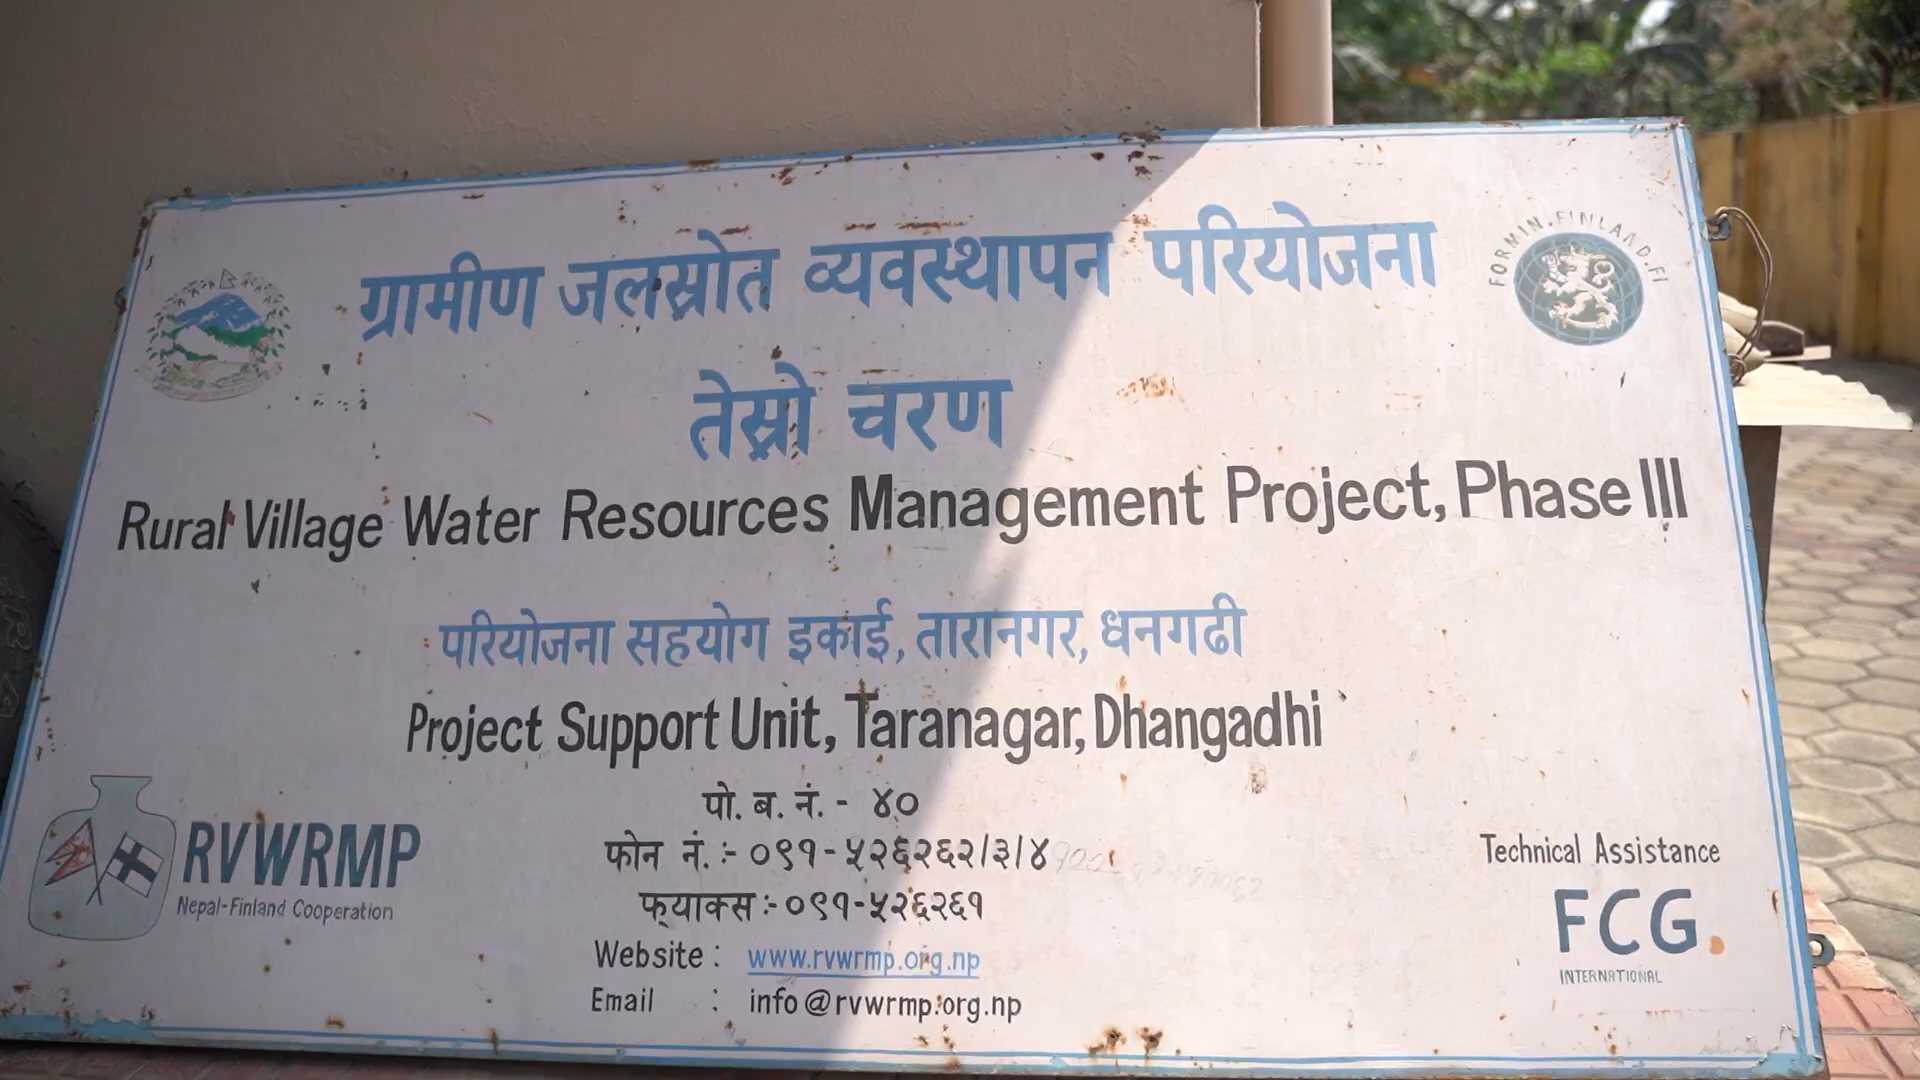 ग्रामीण जलस्रोत व्यवस्थापन परियोजना
FORMIN.FINLAND.FI
तेस्रो चरण
Rural Village Water Resources Management Project, Phase III
परियोजना सहयोग इकाई, तारानगर, धनगढी
Project Support Unit, Taranagar, Dhangadhi
पो. ब. नं. - ४०
फोन नं. :- ०९१-५२६२६२/३/४
फ्याक्स :- ०९१-५२६२६१
Website : www.rvwrmp.org.np
Email : info@rvwrmp.org.np
RVWRMP
Nepal-Finland Cooperation
Technical Assistance
FCG.
INTERNATIONAL